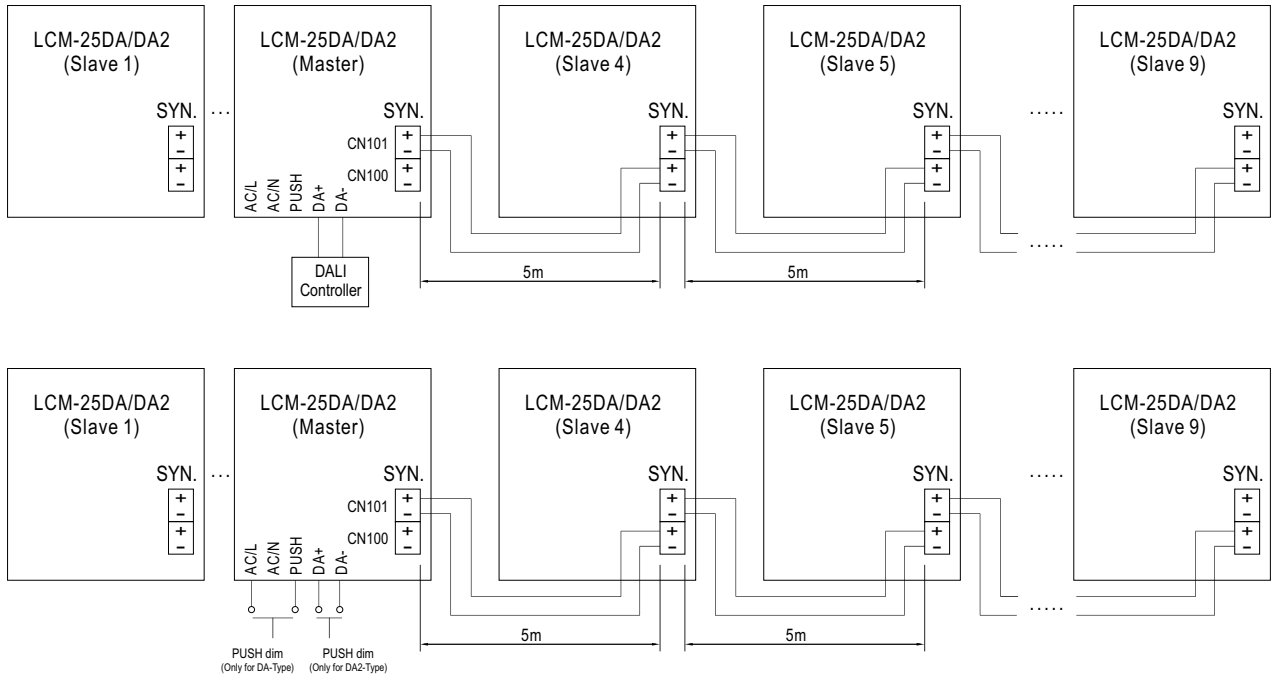 LCM-25DA/DA2
(Slave 1)
SYN.
+
-
+
-
...
LCM-25DA/DA2
(Master)
SYN.
CN101
+
-
CN100
+
-
AC/L
AC/N
PUSH
DA+
DA-
DALI
Controller
LCM-25DA/DA2
(Slave 4)
SYN.
+
-
+
-
5m
LCM-25DA/DA2
(Slave 5)
SYN.
+
-
+
-
5m
.....
.....
LCM-25DA/DA2
(Slave 9)
SYN.
+
-
+
-
LCM-25DA/DA2
(Slave 1)
SYN.
+
-
+
-
...
LCM-25DA/DA2
(Master)
SYN.
CN101
+
-
CN100
+
-
AC/L
AC/N
PUSH
DA+
DA-
PUSH dim
(Only for DA-Type)
PUSH dim
(Only for DA2-Type)
LCM-25DA/DA2
(Slave 4)
SYN.
+
-
+
-
5m
LCM-25DA/DA2
(Slave 5)
SYN.
+
-
+
-
5m
.....
.....
LCM-25DA/DA2
(Slave 9)
SYN.
+
-
+
-